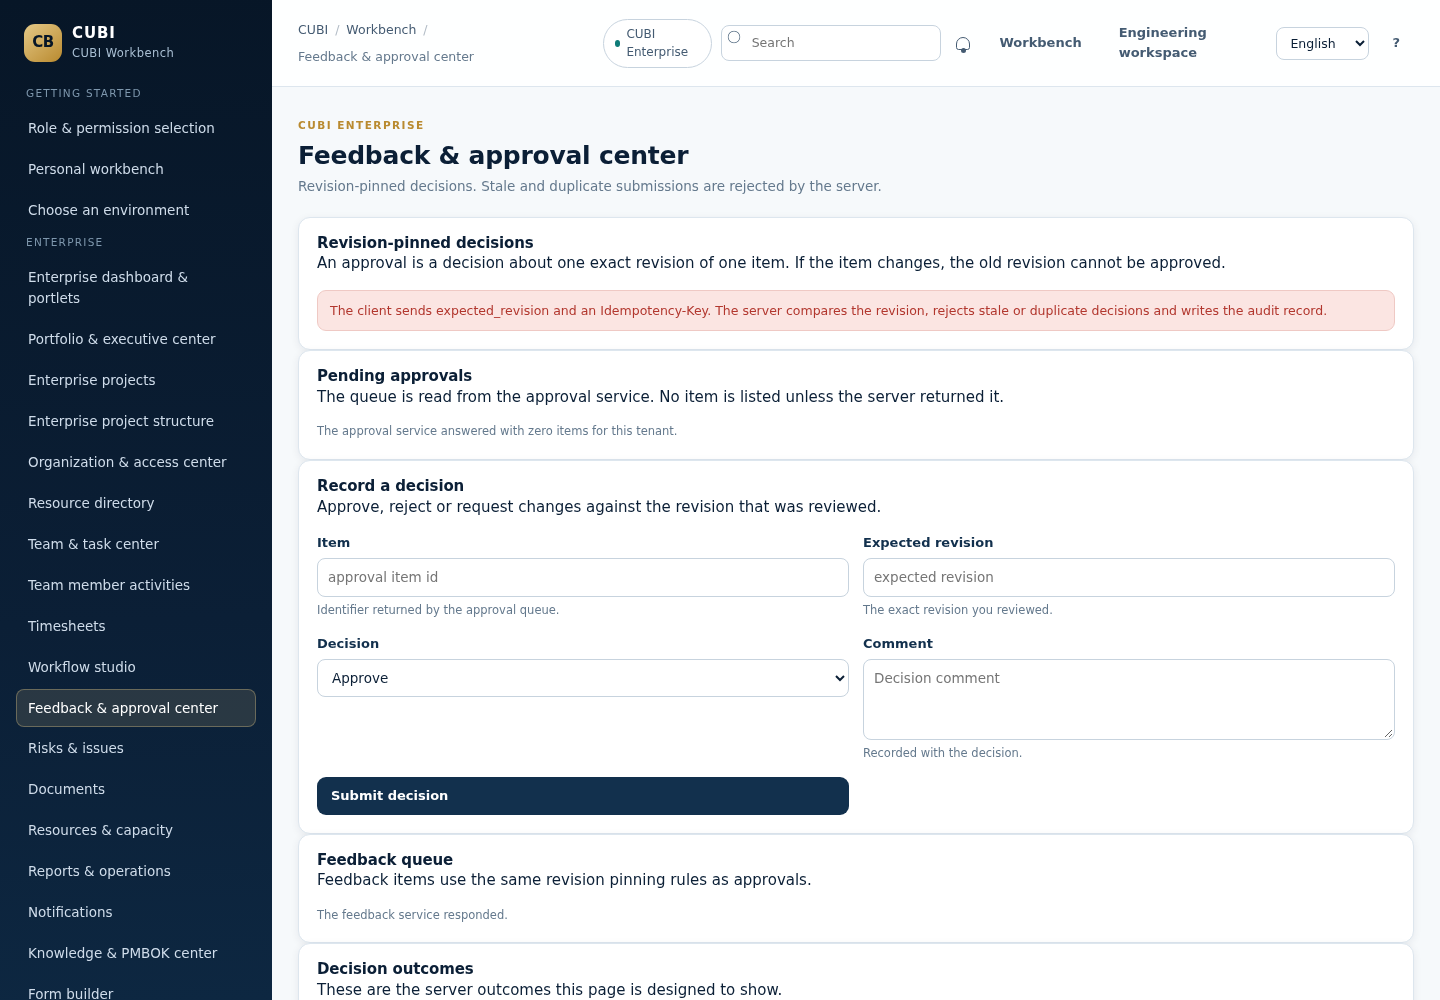 CB
CUBI
CUBI Workbench
GETTING STARTED
Role & permission selection
Personal workbench
Choose an environment
ENTERPRISE
Enterprise dashboard &
portlets
Portfolio & executive center
Enterprise projects
Enterprise project structure
Organization & access center
Resource directory
Team & task center
Team member activities
Timesheets
Workflow studio
Feedback & approval center
Risks & issues
Documents
Resources & capacity
Reports & operations
Notifications
Knowledge & PMBOK center
Form builder
CUBI / Workbench /
Feedback & approval center
CUBI
Enterprise
Search
Workbench
Engineering
workspace
English
?
CUBI ENTERPRISE
Feedback & approval center
Revision-pinned decisions. Stale and duplicate submissions are rejected by the server.
Revision-pinned decisions
An approval is a decision about one exact revision of one item. If the item changes, the old revision cannot be approved.
The client sends expected_revision and an Idempotency-Key. The server compares the revision, rejects stale or duplicate decisions and writes the audit record.
Pending approvals
The queue is read from the approval service. No item is listed unless the server returned it.
The approval service answered with zero items for this tenant.
Record a decision
Approve, reject or request changes against the revision that was reviewed.
Item
approval item id
Identifier returned by the approval queue.
Expected revision
expected revision
The exact revision you reviewed.
Decision
Approve
Comment
Decision comment
Recorded with the decision.
Submit decision
Feedback queue
Feedback items use the same revision pinning rules as approvals.
The feedback service responded.
Decision outcomes
These are the server outcomes this page is designed to show.